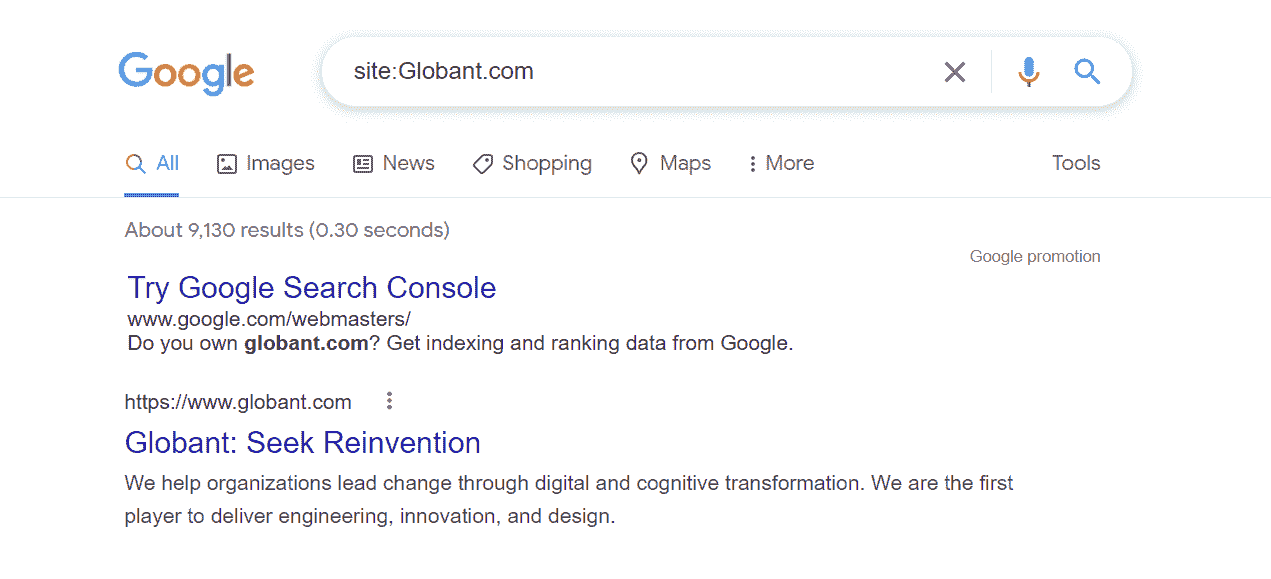 Google site:Globant.com
All Images News Shopping Maps More Tools
About 9,130 results (0.30 seconds)
Google promotion
Try Google Search Console
www.google.com/webmasters/
Do you own globant.com? Get indexing and ranking data from Google.
https://www.globant.com
Globant: Seek Reinvention
We help organizations lead change through digital and cognitive transformation. We are the first
player to deliver engineering, innovation, and design.